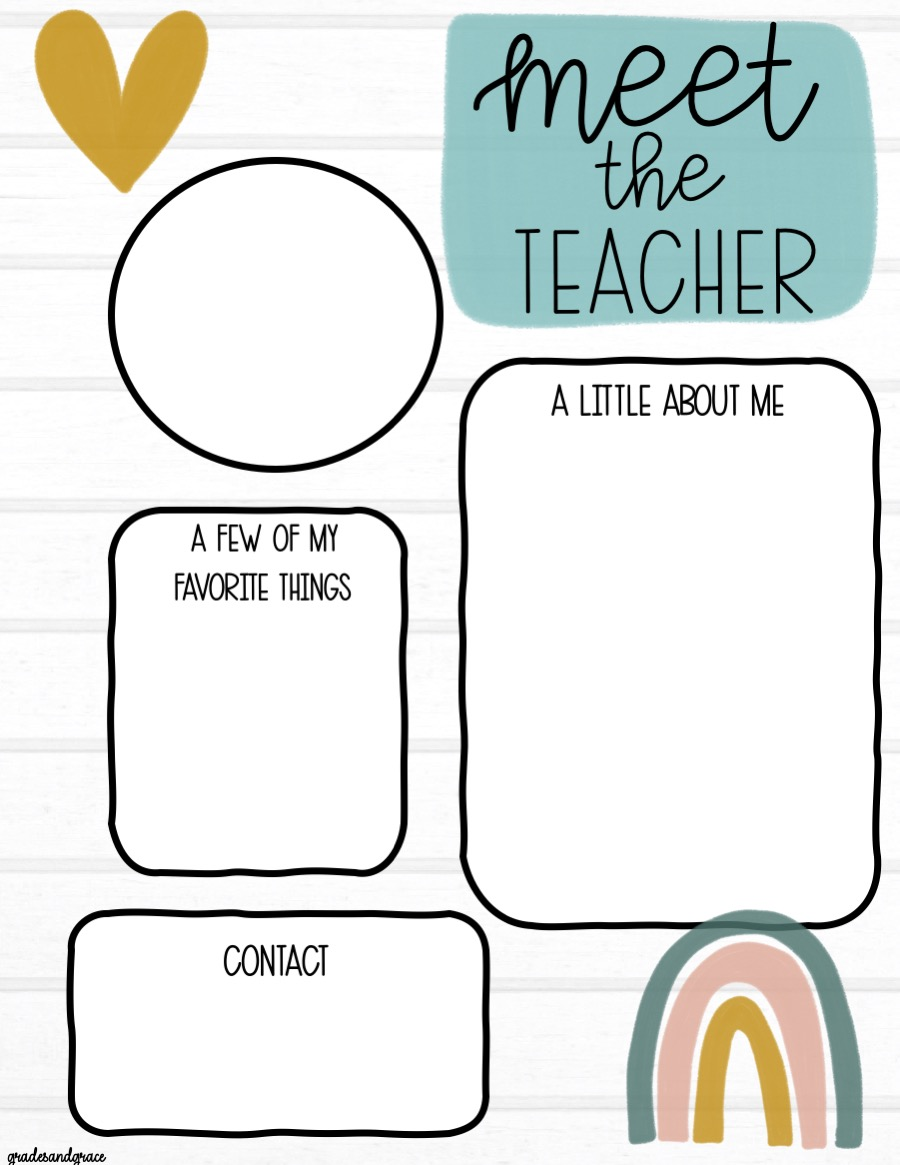 meet
the
TEACHER
A LITTLE ABOUT ME
A FEW OF MY
FAVORITE THINGS
CONTACT
gradesandgrace